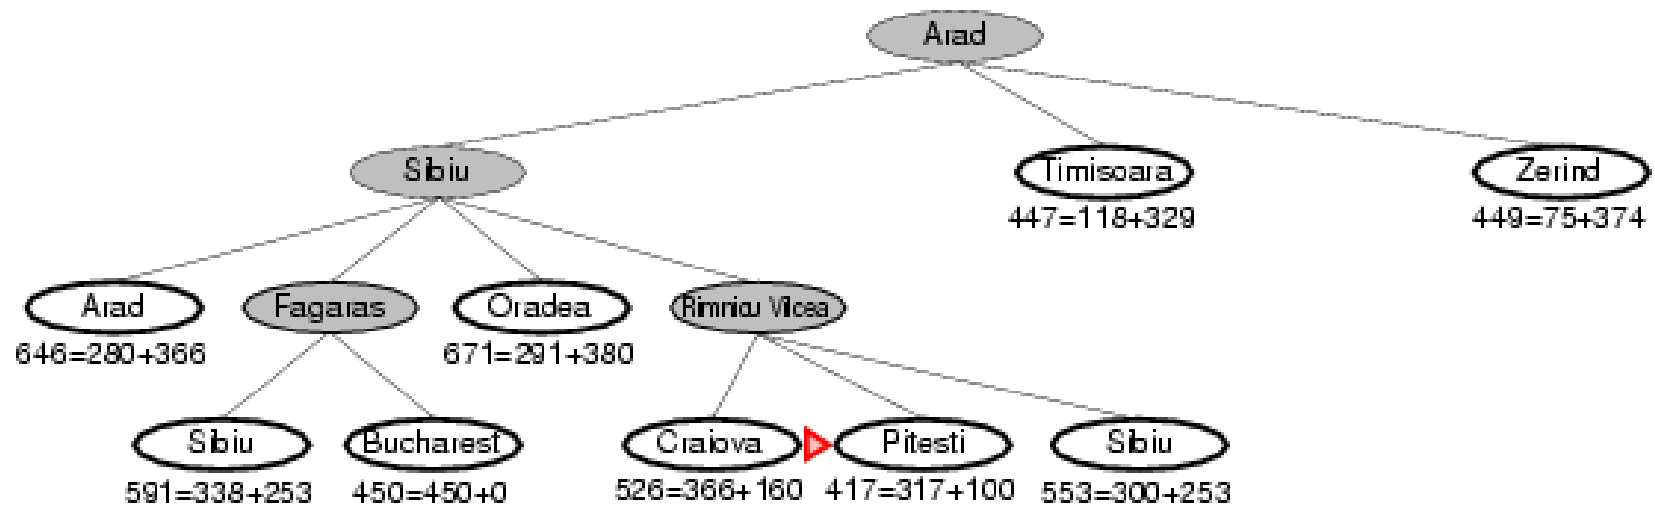 Arad
Sibiu
Timisoara
Zerind
447=118+329
449=75+374
Arad
Fagaras
Oradea
Rimnicu Vilcea
646=280+366
671=291+380
Sibiu
Bucharest
Craiova
Pitesti
Sibiu
591=338+253
450=450+0
526=366+160
417=317+100
553=300+253